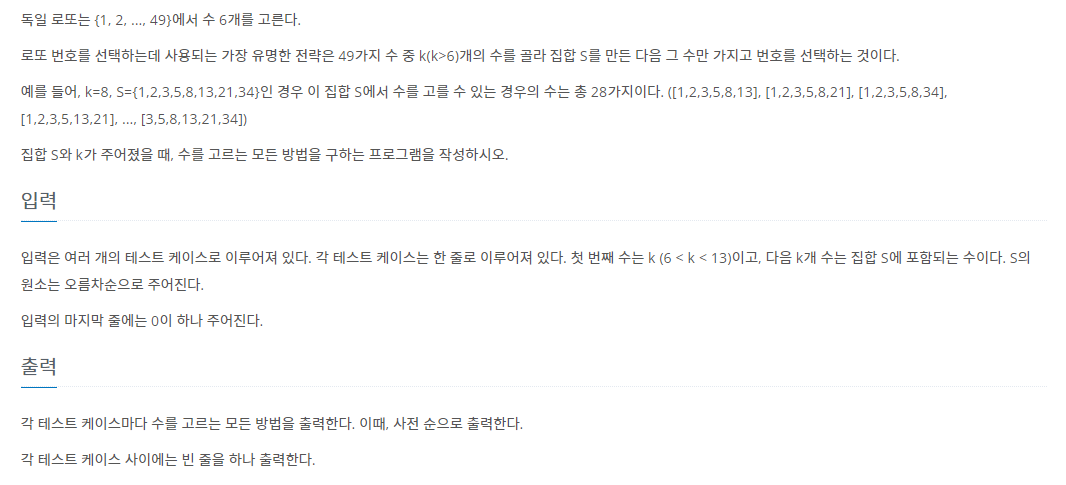 독일 로또는 {1, 2, ..., 49}에서 수 6개를 고른다.
로또 번호를 선택하는데 사용되는 가장 유명한 전략은 49가지 수 중 k(k>6)개의 수를 골라 집합 S를 만든 다음 그 수만 가지고 번호를 선택하는 것이다.
예를 들어, k=8, S={1,2,3,5,8,13,21,34}인 경우 이 집합 S에서 수를 고를 수 있는 경우의 수는 총 28가지이다. ([1,2,3,5,8,13], [1,2,3,5,8,21], [1,2,3,5,8,34],
[1,2,3,5,13,21], ..., [3,5,8,13,21,34])
집합 S와 k가 주어졌을 때, 수를 고르는 모든 방법을 구하는 프로그램을 작성하시오.
입력
입력은 여러 개의 테스트 케이스로 이루어져 있다. 각 테스트 케이스는 한 줄로 이루어져 있다. 첫 번째 수는 k (6 < k < 13)이고, 다음 k개 수는 집합 S에 포함되는 수이다. S의
원소는 오름차순으로 주어진다.
입력의 마지막 줄에는 0이 하나 주어진다.
출력
각 테스트 케이스마다 수를 고르는 모든 방법을 출력한다. 이때, 사전 순으로 출력한다.
각 테스트 케이스 사이에는 빈 줄을 하나 출력한다.